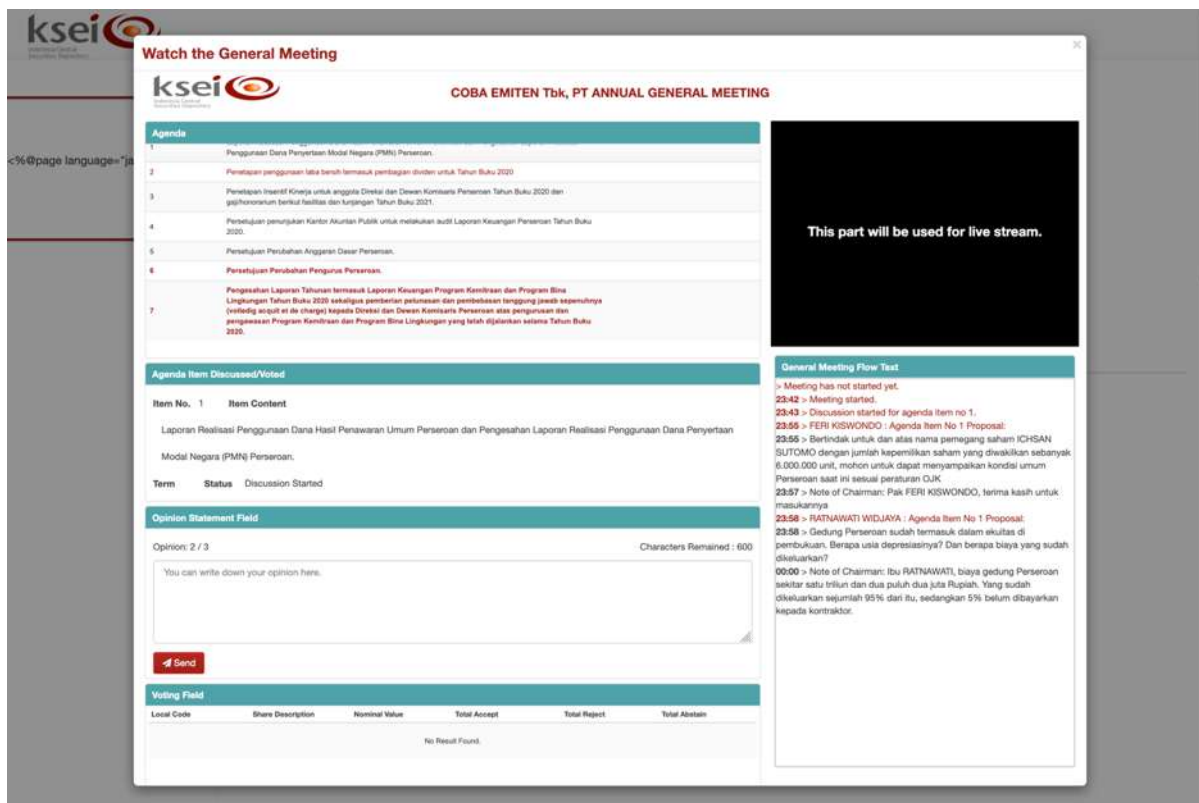 ksei
Indonesia Central
Securities Depository
<%@page language="ja
Watch the General Meeting
×
ksei
Indonesia Central
Securities Depository
COBA EMITEN Tbk, PT ANNUAL GENERAL MEETING
Agenda
1
Penggunaan Dana Penyertaan Modal Negara (PMN) Perseroan.
2 Penetapan penggunaan laba bersih termasuk pembagian dividen untuk Tahun Buku 2020
3 Penetapan Insentif Kinerja untuk anggota Direksi dan Dewan Komisaris Perseroan Tahun Buku 2020 dan
gaji/honorarium berikut fasilitas dan tunjangan Tahun Buku 2021.
4 Persetujuan penunjukan Kantor Akuntan Publik untuk melakukan audit Laporan Keuangan Perseroan Tahun Buku
2020.
5 Persetujuan Perubahan Anggaran Dasar Perseroan.
6 Persetujuan Perubahan Pengurus Perseroan.
7 Pengesahan Laporan Tahunan termasuk Laporan Keuangan Program Kemitraan dan Program Bina
Lingkungan Tahun Buku 2020 sekaligus pemberian pelunasan dan pembebasan tanggung jawab sepenuhnya
(volledig acquit et de charge) kepada Direksi dan Dewan Komisaris Perseroan atas pengurusan dan
pengawasan Program Kemitraan dan Program Bina Lingkungan yang telah dijalankan selama Tahun Buku
2020.
Agenda Item Discussed/Voted
Item No. 1 Item Content
Laporan Realisasi Penggunaan Dana Hasil Penawaran Umum Perseroan dan Pengesahan Laporan Realisasi Penggunaan Dana Penyertaan
Modal Negara (PMN) Perseroan.
Term Status Discussion Started
Opinion Statement Field
Opinion: 2 / 3 Characters Remained : 600
You can write down your opinion here.
Send
Voting Field
Local Code Share Description Nominal Value Total Accept Total Reject Total Abstain
No Result Found.
This part will be used for live stream.
General Meeting Flow Text
> Meeting has not started yet.
23:42 > Meeting started.
23:43 > Discussion started for agenda item no 1.
23:55 > FERI KISWONDO : Agenda Item No 1 Proposal:
23:55 > Bertindak untuk dan atas nama pemegang saham ICHSAN
SUTOMO dengan jumlah kepemilikan saham yang diwakilkan sebanyak
6.000.000 unit, mohon untuk dapat menyampaikan kondisi umum
Perseroan saat ini sesuai peraturan OJK
23:57 > Note of Chairman: Pak FERI KISWONDO, terima kasih untuk
masukannya
23:58 > RATNAWATI WIDJAYA : Agenda Item No 1 Proposal:
23:58 > Gedung Perseroan sudah termasuk dalam ekuitas di
pembukuan. Berapa usia depresiasinya? Dan berapa biaya yang sudah
dikeluarkan?
00:00 > Note of Chairman: Ibu RATNAWATI, biaya gedung Perseroan
sekitar satu triliun dan dua puluh dua juta Rupiah. Yang sudah
dikeluarkan sejumlah 95% dari itu, sedangkan 5% belum dibayarkan
kepada kontraktor.